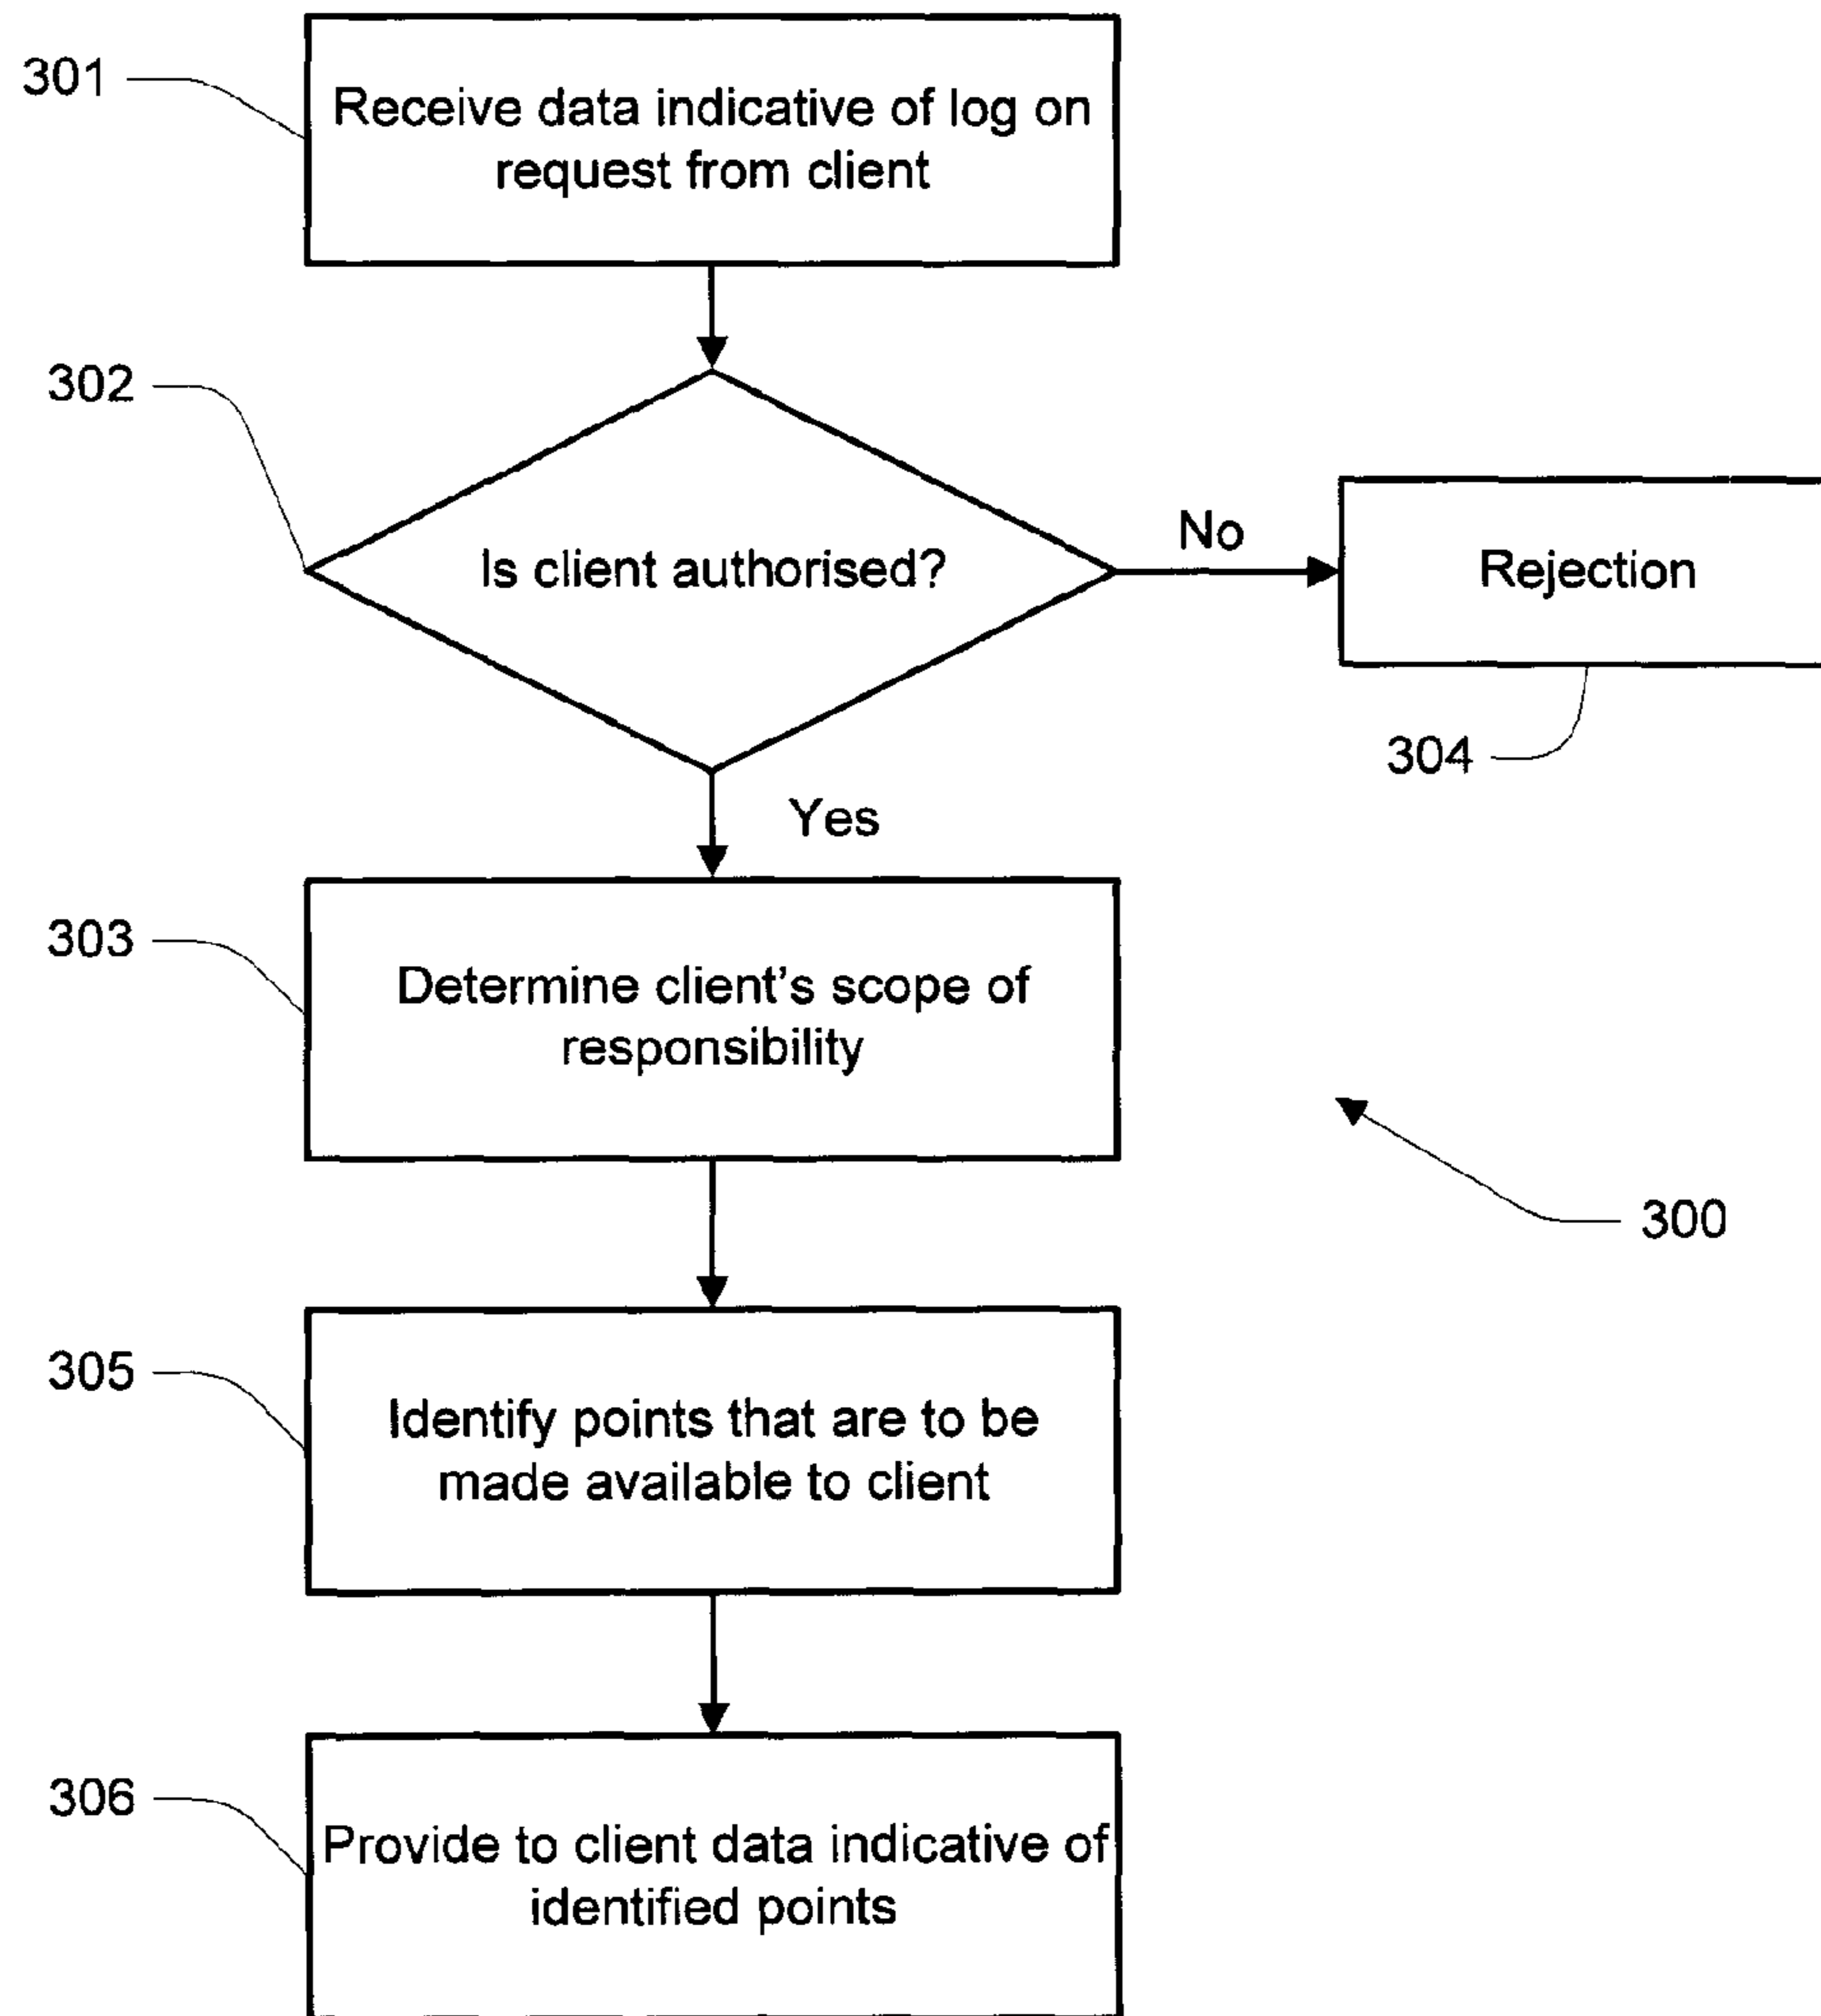 301
Receive data indicative of log on
request from client
302
Is client authorised?
No
Rejection
304
Yes
303
Determine client's scope of
responsibility
300
305
Identify points that are to be
made available to client
306
Provide to client data indicative of
identified points